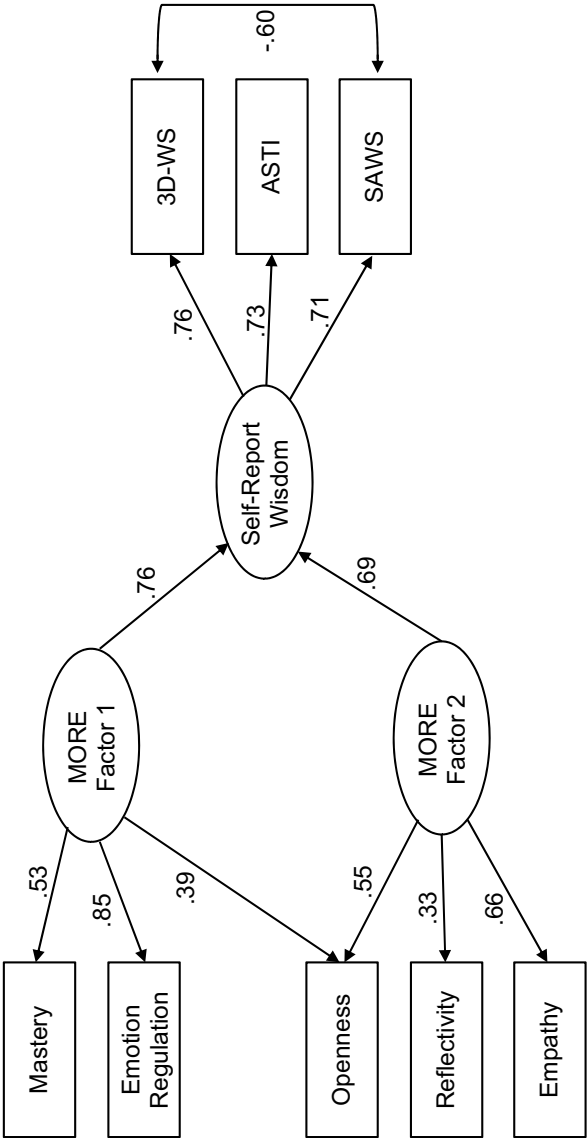 Mastery
Emotion
Regulation
Openness
Reflectivity
Empathy
.53
.85
.39
.55
.33
.66
MORE
Factor 1
MORE
Factor 2
.76
.69
Self-Report
Wisdom
.76
.73
.71
3D-WS
ASTI
SAWS
-.60